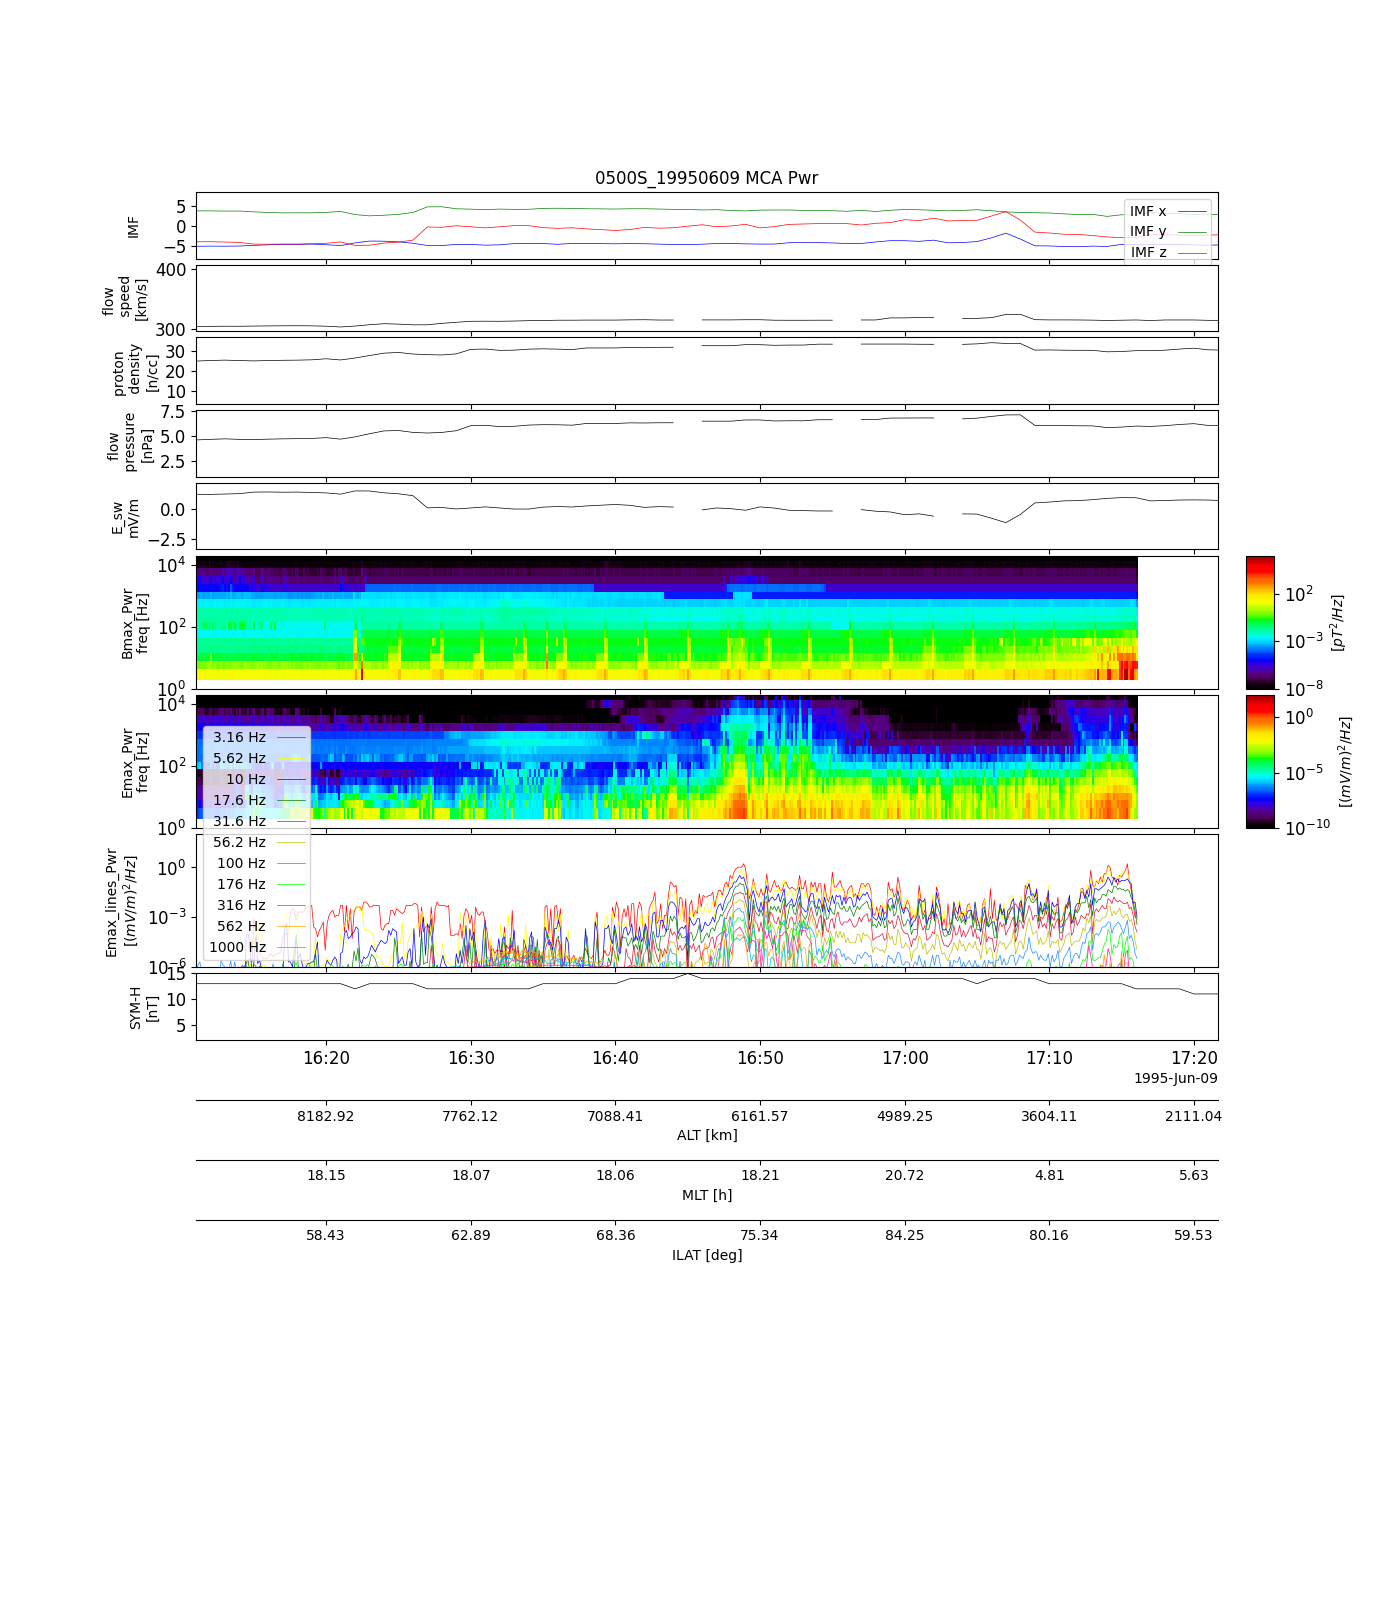 0500S_19950609 MCA Pwr
5
0
−5
IMF
IMF x
IMF y
IMF z
400
300
flow
speed
[km/s]
30
20
10
proton
density
[n/cc]
7.5
5.0
2.5
flow
pressure
[nPa]
0.0
−2.5
E_sw
mV/m
10^4
10^2
10^0
Bmax_Pwr
freq [Hz]
10^2
10^−3
10^−8
[pT^2/Hz]
10^4
10^2
10^0
Emax_Pwr
freq [Hz]
10^0
10^−5
10^−10
[(mV/m)^2/Hz]
3.16 Hz
5.62 Hz
10 Hz
17.6 Hz
31.6 Hz
56.2 Hz
100 Hz
176 Hz
316 Hz
562 Hz
1000 Hz
10^0
10^−3
10^−6
Emax_lines_Pwr
[(mV/m)^2/Hz]
15
10
5
SYM-H
[nT]
16:20 16:30 16:40 16:50 17:00 17:10 17:20
1995-Jun-09
8182.92 7762.12 7088.41 6161.57 4989.25 3604.11 2111.04
ALT [km]
18.15 18.07 18.06 18.21 20.72 4.81 5.63
MLT [h]
58.43 62.89 68.36 75.34 84.25 80.16 59.53
ILAT [deg]